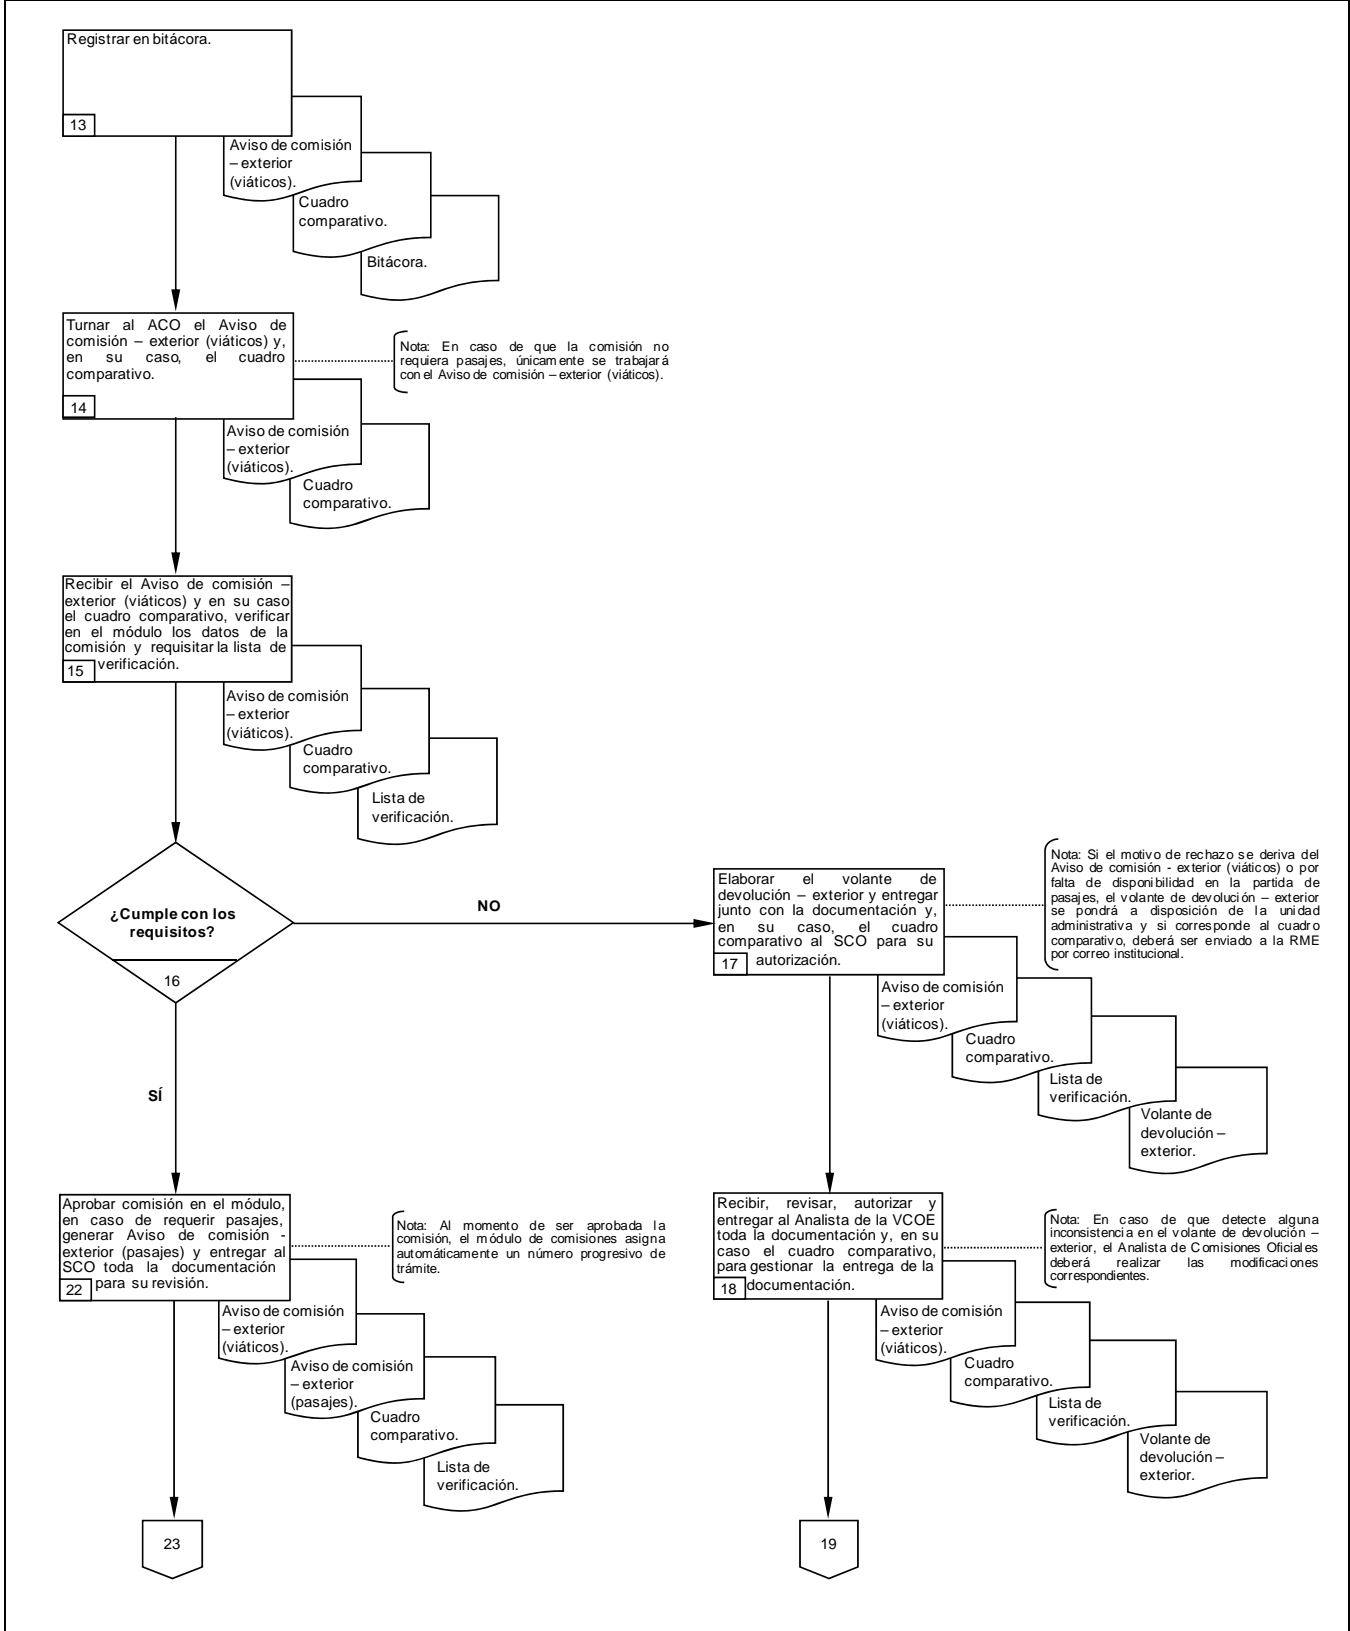 Registrar en bitácora.
13
Aviso de comisión
– exterior
(viáticos).
Cuadro
comparativo.
Bitácora.
Turnar al ACO el Aviso de
comisión – exterior (viáticos) y,
en su caso, el cuadro
comparativo.
14
Nota: En caso de que la comisión no
requiera pasajes, únicamente se trabajará
con el Aviso de comisión – exterior (viáticos).
Aviso de comisión
– exterior
(viáticos).
Cuadro
comparativo.
Recibir el Aviso de comisión –
exterior (viáticos) y en su caso
el cuadro comparativo, verificar
en el módulo los datos de la
comisión y requisitar la lista de
verificación.
15
Aviso de comisión
– exterior
(viáticos).
Cuadro
comparativo.
Lista de
verificación.
¿Cumple con los
requisitos?
16
NO
SÍ
Elaborar el volante de
devolución – exterior y entregar
junto con la documentación y,
en su caso, el cuadro
comparativo al SCO para su
autorización.
17
Nota: Si el motivo de rechazo se deriva del
Aviso de comisión - exterior (viáticos) o por
falta de disponibilidad en la partida de
pasajes, el volante de devolución – exterior
se pondrá a disposición de la unidad
administrativa y si corresponde al cuadro
comparativo, deberá ser enviado a la RME
por correo institucional.
Aviso de comisión
– exterior
(viáticos).
Cuadro
comparativo.
Lista de
verificación.
Volante de
devolución –
exterior.
Aprobar comisión en el módulo,
en caso de requerir pasajes,
generar Aviso de comisión -
exterior (pasajes) y entregar al
SCO toda la documentación
para su revisión.
22
Nota: Al momento de ser aprobada la
comisión, el módulo de comisiones asigna
automáticamente un número progresivo de
trámite.
Aviso de comisión
– exterior
(viáticos).
Aviso de comisión
– exterior
(pasajes).
Cuadro
comparativo.
Lista de
verificación.
23
Recibir, revisar, autorizar y
entregar al Analista de la VCOE
toda la documentación y, en su
caso el cuadro comparativo,
para gestionar la entrega de la
documentación.
18
Nota: En caso de que detecte alguna
inconsistencia en el volante de devolución –
exterior, el Analista de Comisiones Oficiales
deberá realizar las modificaciones
correspondientes.
Aviso de comisión
– exterior
(viáticos).
Cuadro
comparativo.
Lista de
verificación.
Volante de
devolución –
exterior.
19